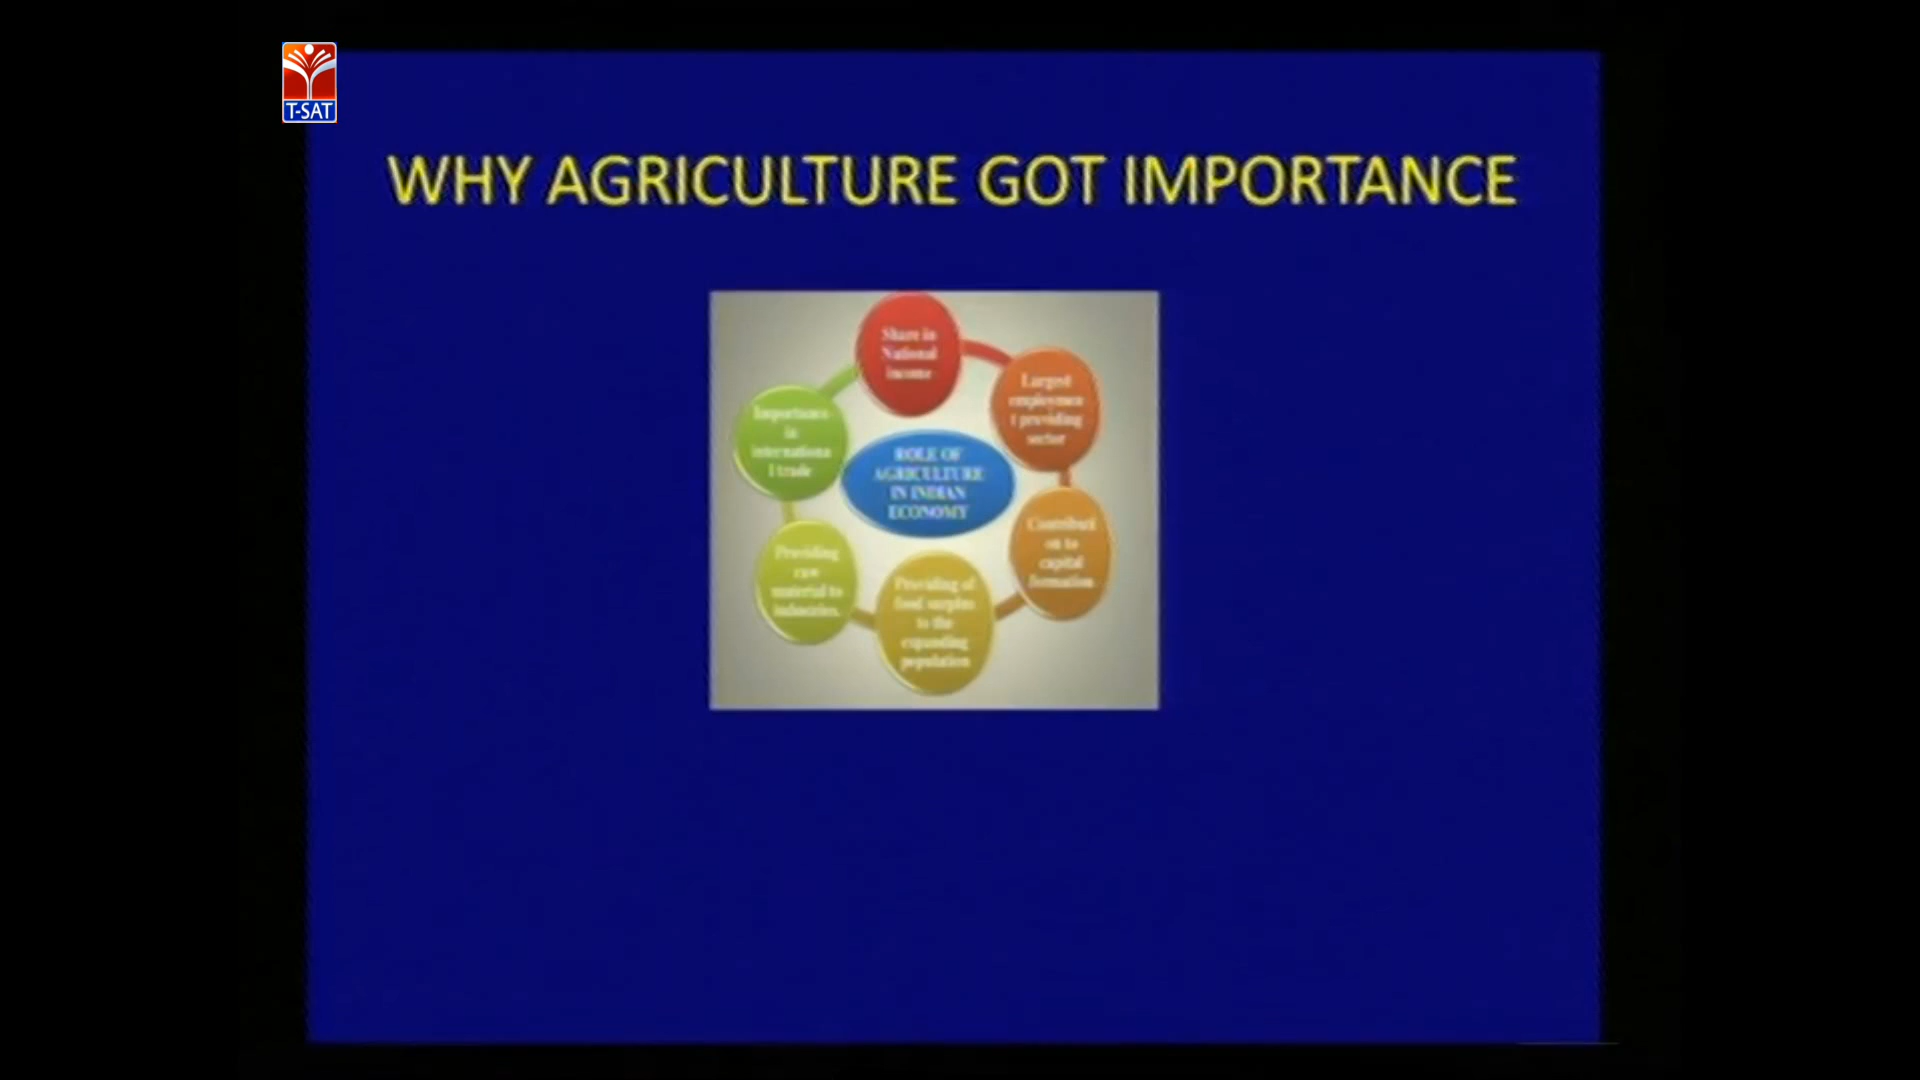 T-SAT
WHY AGRICULTURE GOT IMPORTANCE
Share in
National
income
Larged
employmen
t providing
sector
Contributi
on to
capital
formation
Providing of
food surplus
to the
expanding
population
Providing
raw
material to
industries.
Importance
in
internationa
l trade
ROLE OF
AGRICULTURE
IN INDIAN
ECONOMY